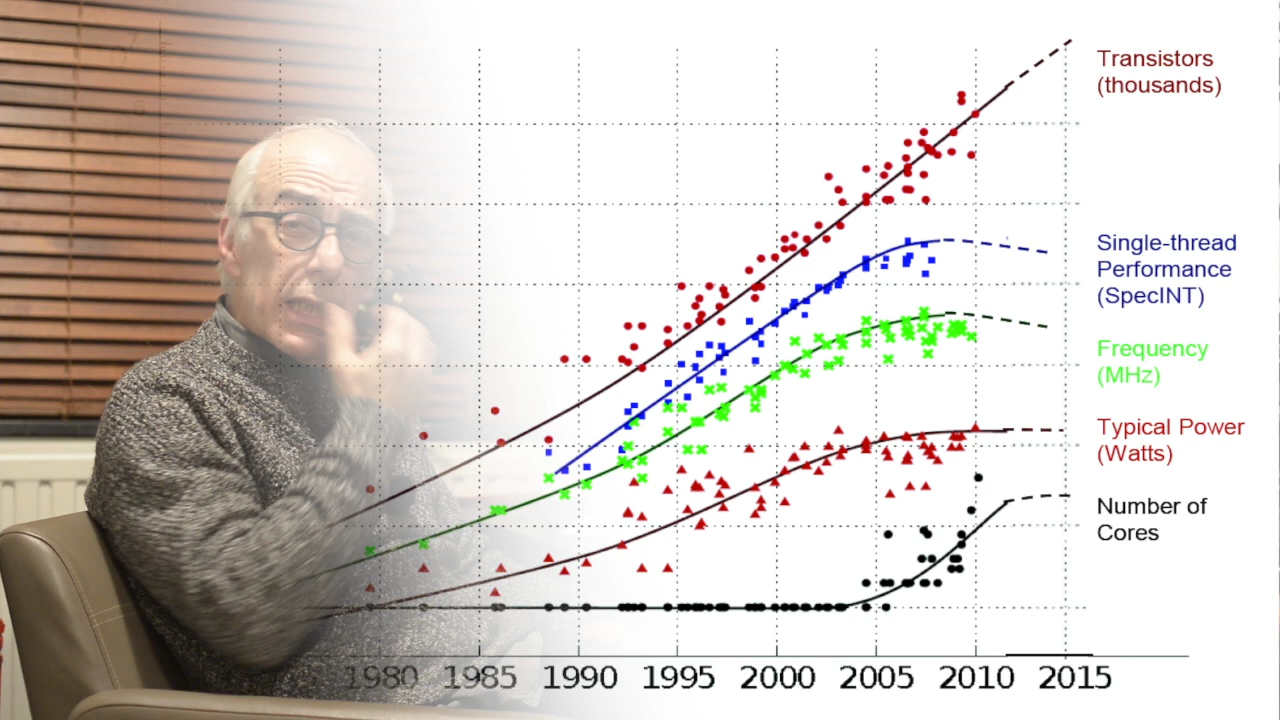 Transistors
(thousands)
Single-thread
Performance
(SpecINT)
Frequency
(MHz)
Typical Power
(Watts)
Number of
Cores
1980 1985 1990 1995 2000 2005 2010 2015